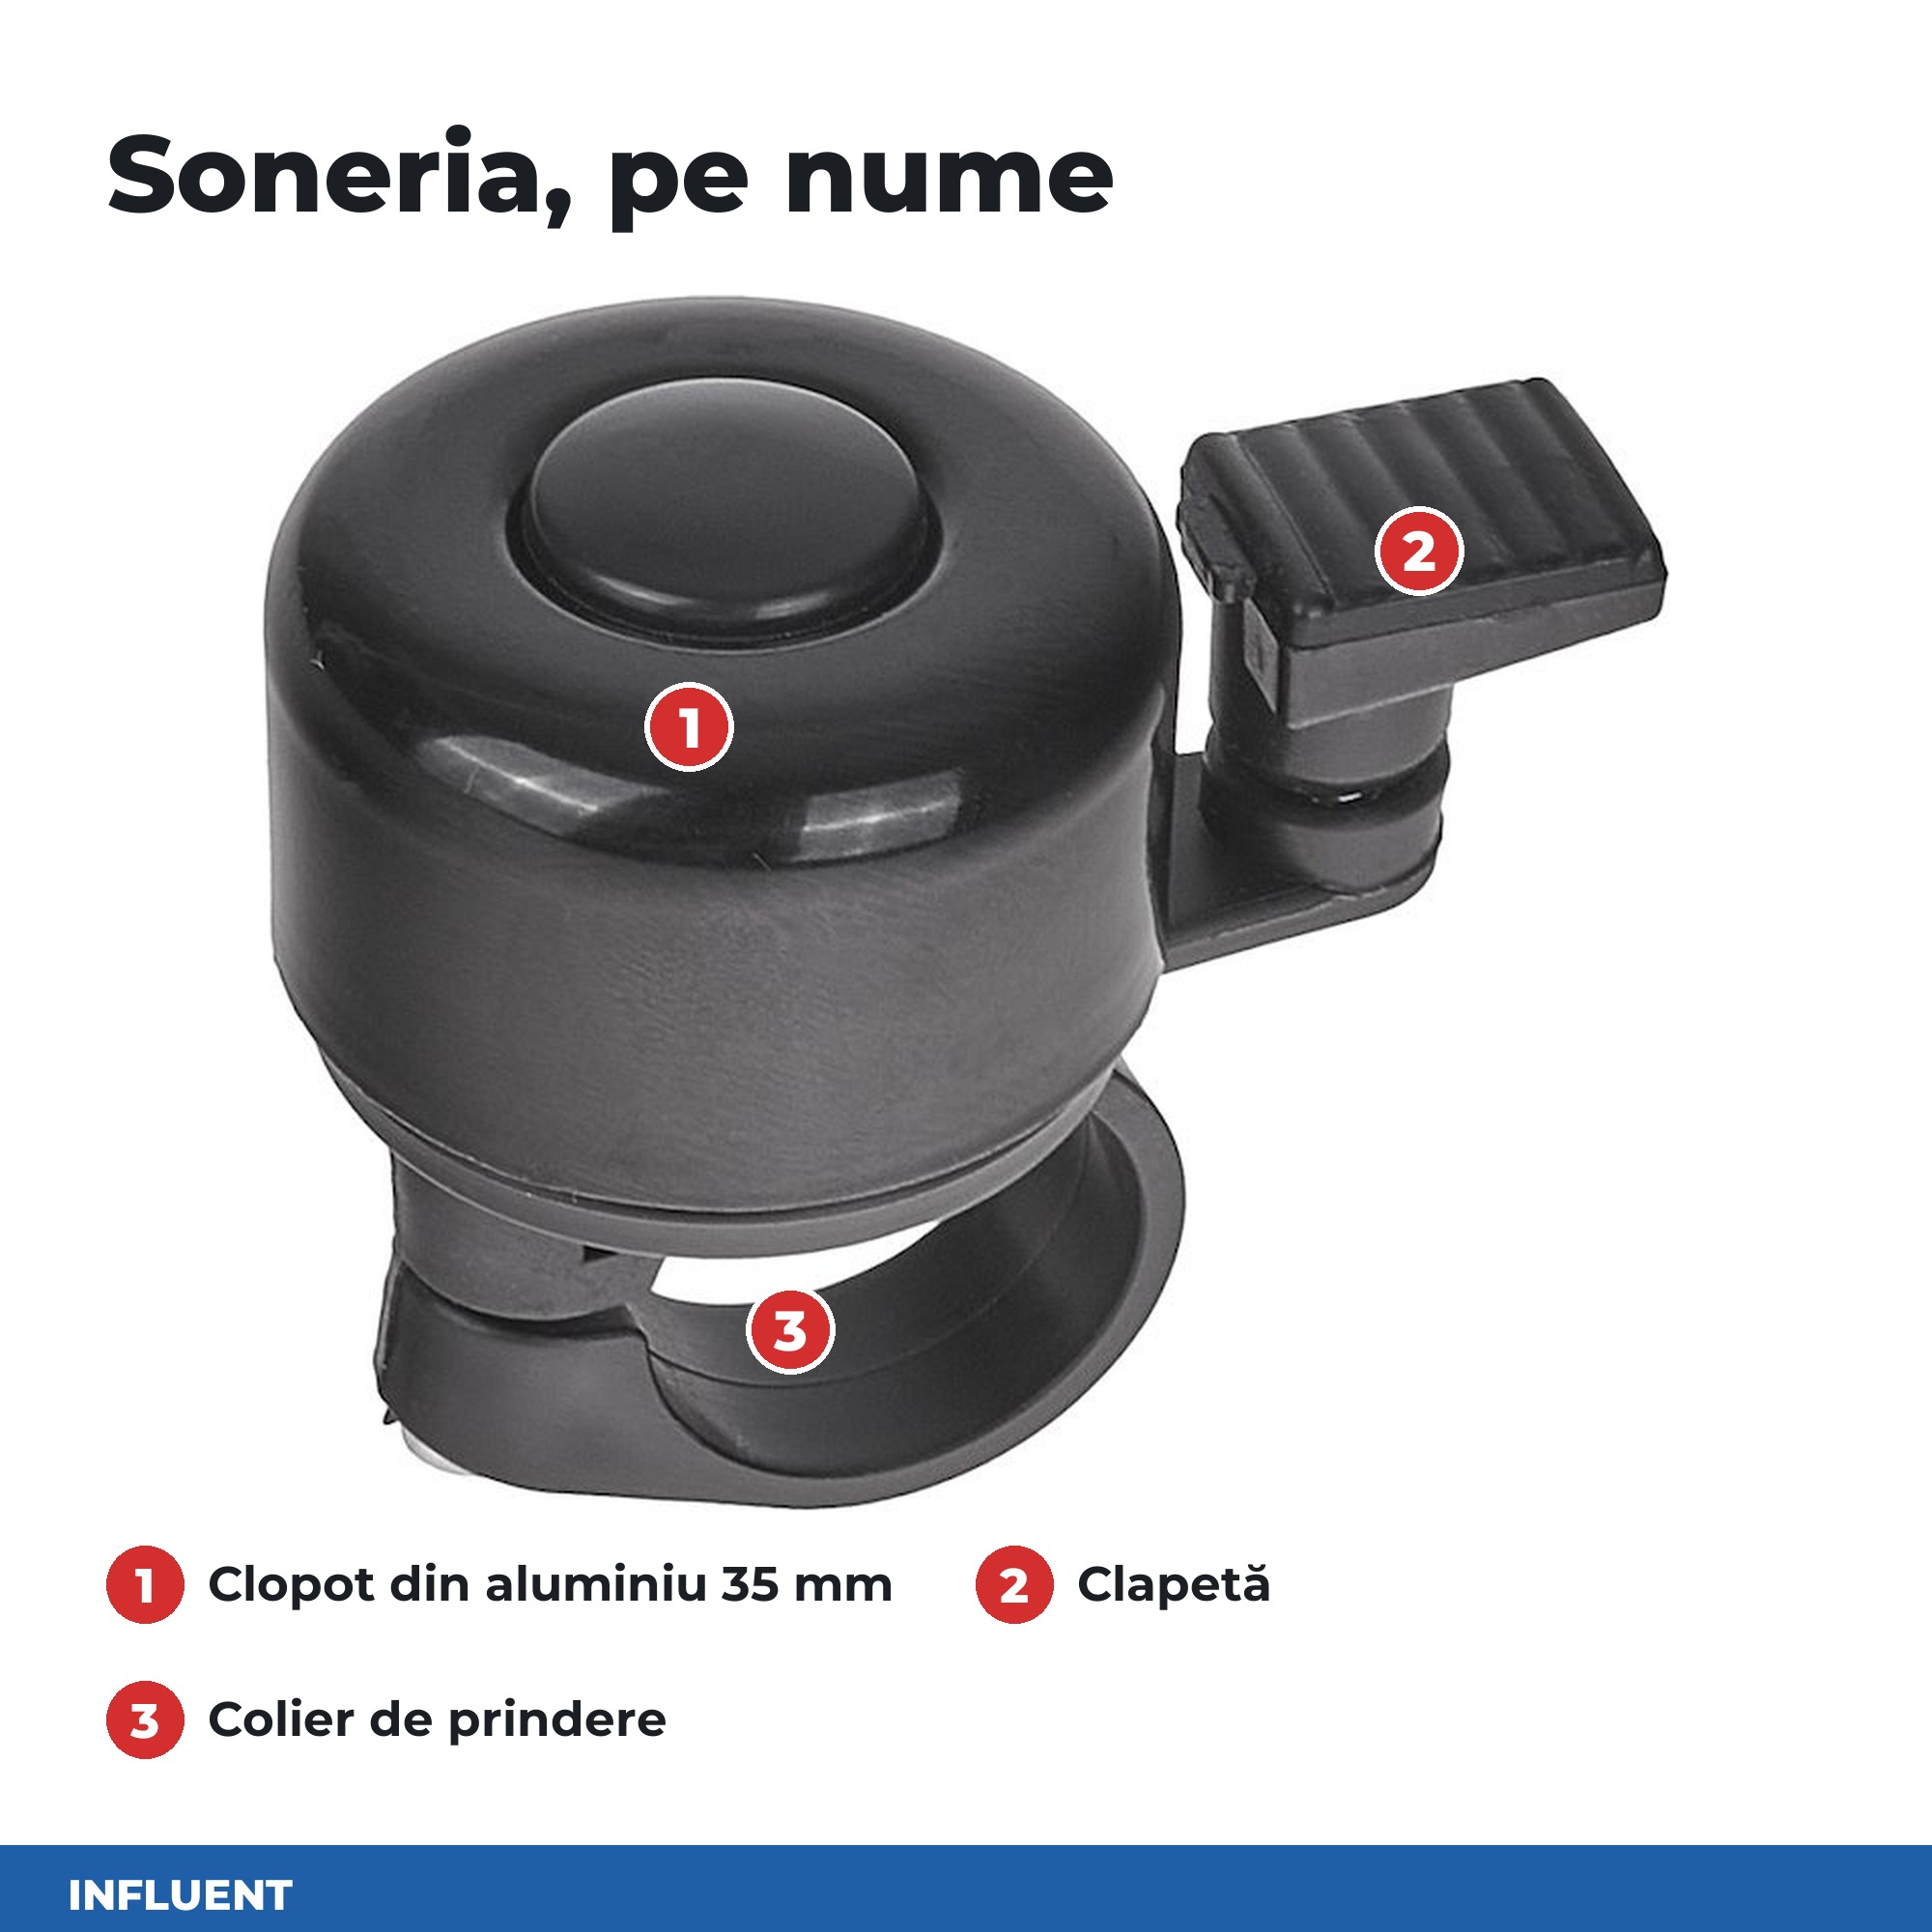 Soneria, pe nume
2
1
3
1 Clopot din aluminiu 35 mm
2 Clapetă
3 Colier de prindere
INFLUENT